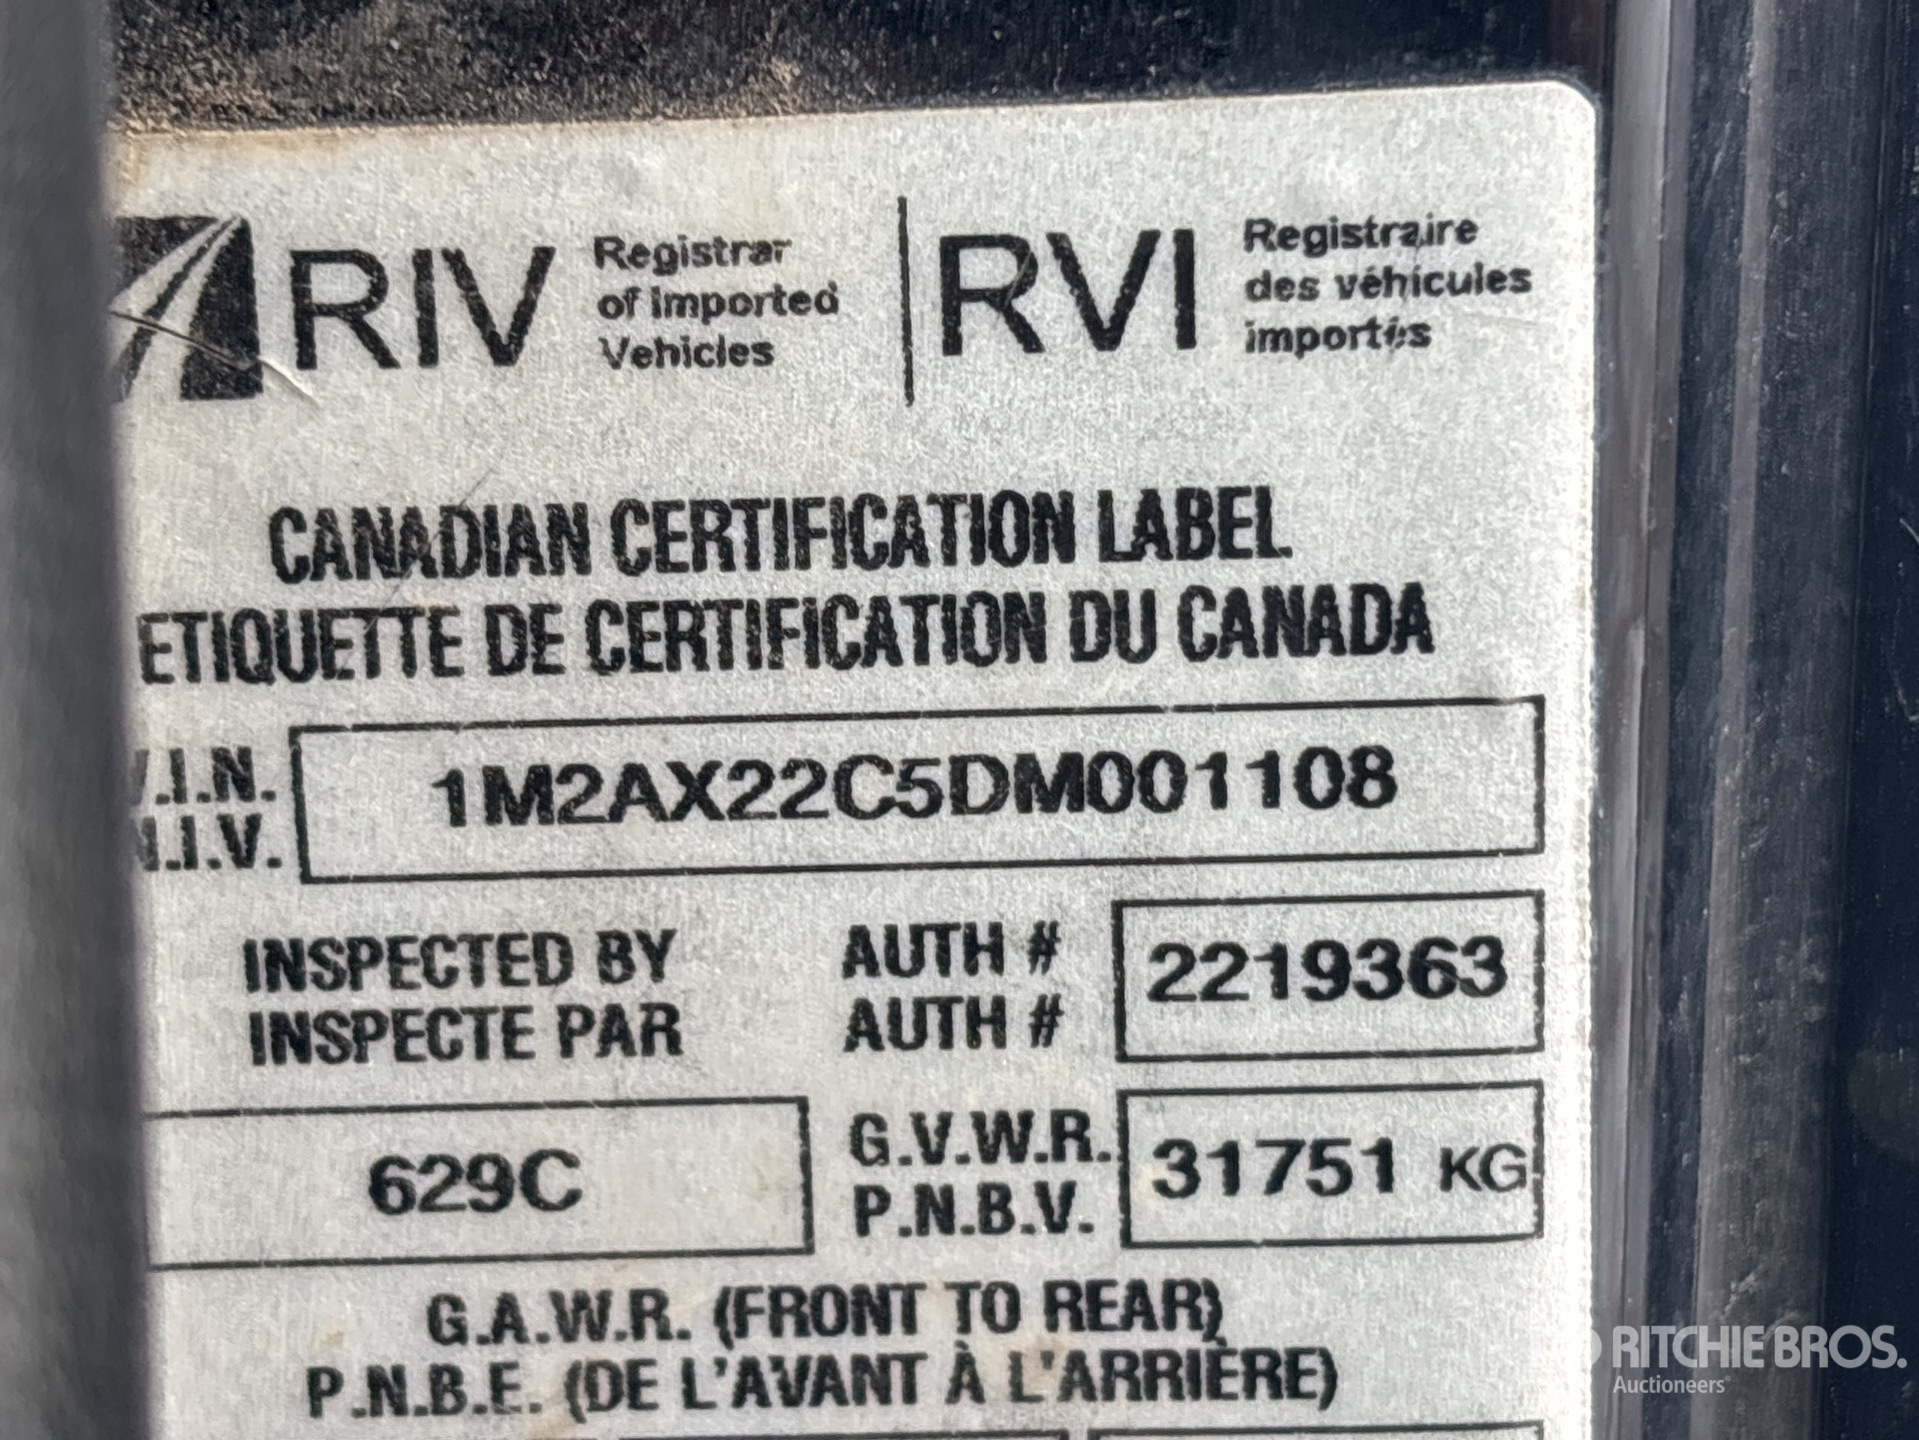 RIV Registrar
of Imported
Vehicles
RVI Registraire
des véhicules
importés
CANADIAN CERTIFICATION LABEL
ETIQUETTE DE CERTIFICATION DU CANADA
.I.N.
.I.V.
1M2AX22C5DM001108
INSPECTED BY
INSPECTE PAR
AUTH #
AUTH #
2219363
629C
G.V.W.R.
P.N.B.V.
31751 KG
G.A.W.R. (FRONT TO REAR)
P.N.B.E. (DE L'AVANT À L'ARRIÈRE)
RITCHIE BROS.
Auctioneers